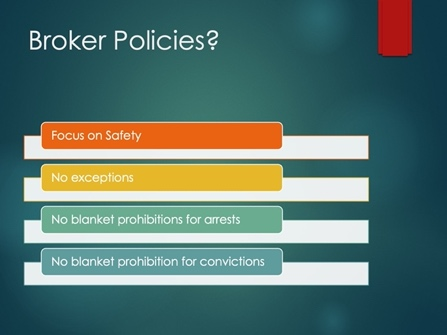 Broker Policies?
Focus on Safety
No exceptions
No blanket prohibitions for arrests
No blanket prohibition for convictions